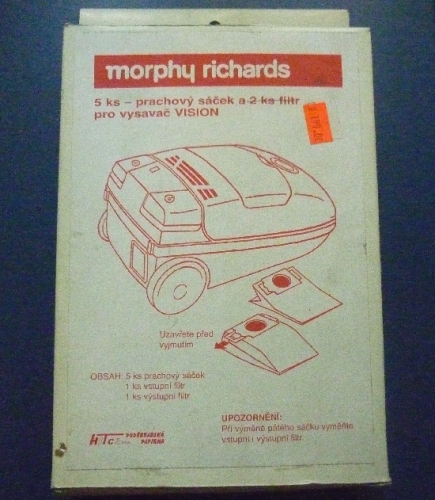 morphy richards
5 ks – prachový sáček a 2 ks filtr
pro vysavač VISION
Uzavřete před
vyjmutím
OBSAH: 5 ks prachový sáček
1 ks vstupní filtr
1 ks výstupní filtr
UPOZORNĚNÍ:
Při výměně pátého sáčku vyměňte
vstupní i výstupní filtr
HTC
PODĚBRADSKÁ
PAPÍRNA